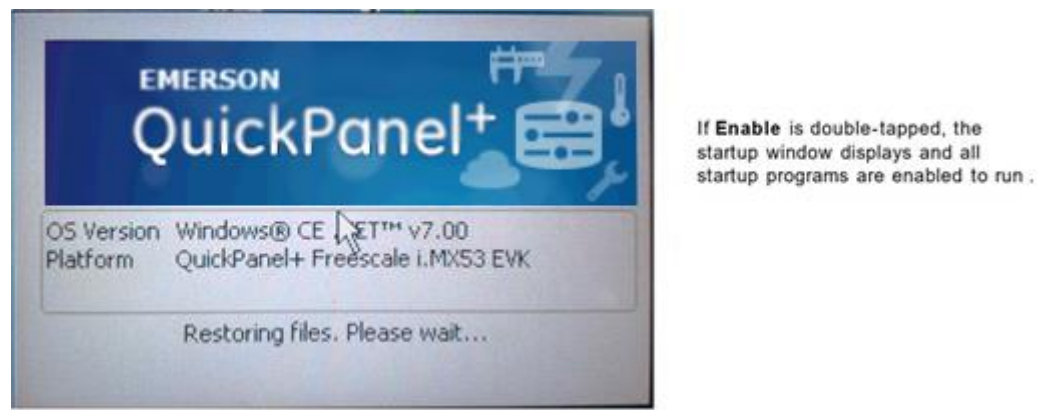 EMERSON
QuickPanel+
OS Version Windows® CE .NET™ v7.00
Platform QuickPanel+ Freescale i.MX53 EVK
Restoring files. Please wait...
If Enable is double-tapped, the
startup window displays and all
startup programs are enabled to run .